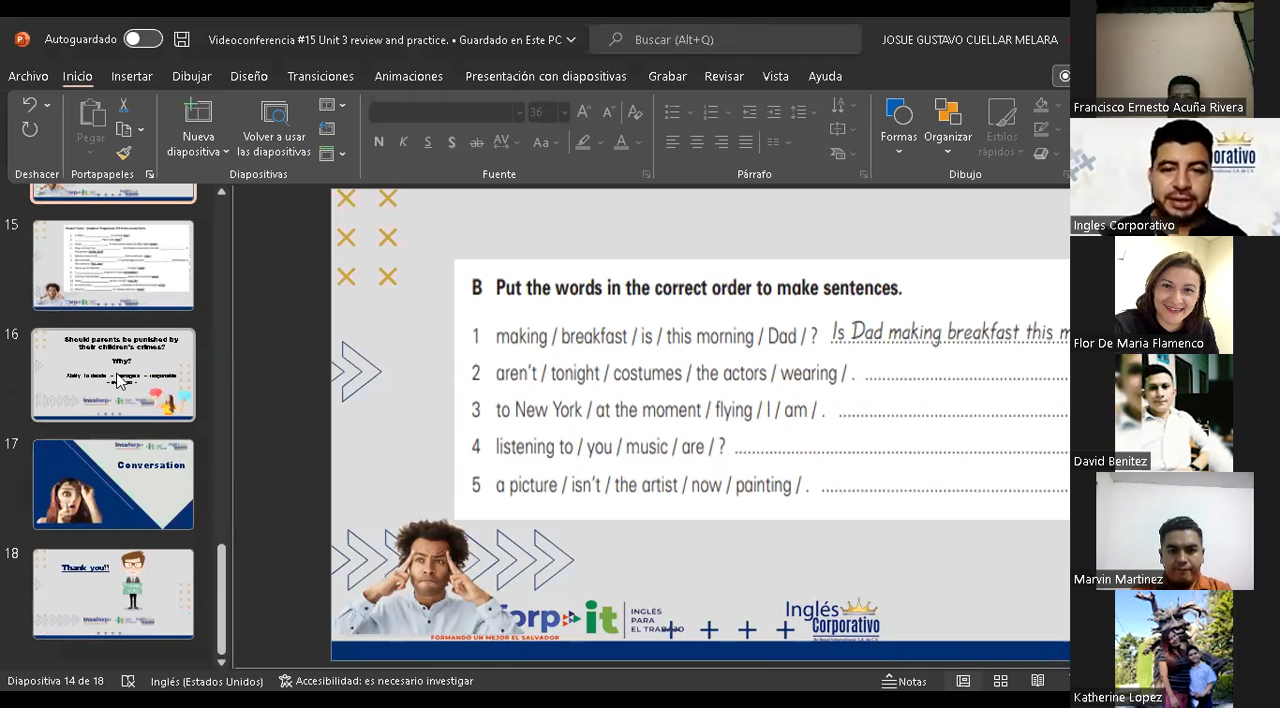 Autoguardado
Videoconferencia #15 Unit 3 review and practice. • Guardado en Este PC
Buscar (Alt+Q)
JOSUE GUSTAVO CUELLAR MELARA
Archivo Inicio Insertar Dibujar Diseño Transiciones Animaciones Presentación con diapositivas Grabar Revisar Vista Ayuda
Pegar
Nueva diapositiva
Volver a usar las diapositivas
36
N K S S ab AV Aa A
Formas Organizar Estilos rápidos
Deshacer Portapapeles Diapositivas Fuente Párrafo Dibujo
15
16
Should parents be punished by
their children's crimes?
Why?
17
Conversation
18
Thank you!!
B Put the words in the correct order to make sentences.
1 making / breakfast / is / this morning / Dad / ? Is Dad making breakfast this m
2 aren't / tonight / costumes / the actors / wearing / .
3 to New York / at the moment / flying / I / am / .
4 listening to / you / music / are / ?
5 a picture / isn't / the artist / now / painting / .
forp it
INGLÉS
PARA
EL TRABAJO
FORMANDO UN MEJOR EL SALVADOR
Inglés
Corporativo
Diapositiva 14 de 18
Inglés (Estados Unidos)
Accesibilidad: es necesario investigar
Notas
Francisco Ernesto Acuña Rivera
Ingles Corporativo
Flor De Maria Flamenco
David Benitez
Marvin Martinez
Katherine Lopez